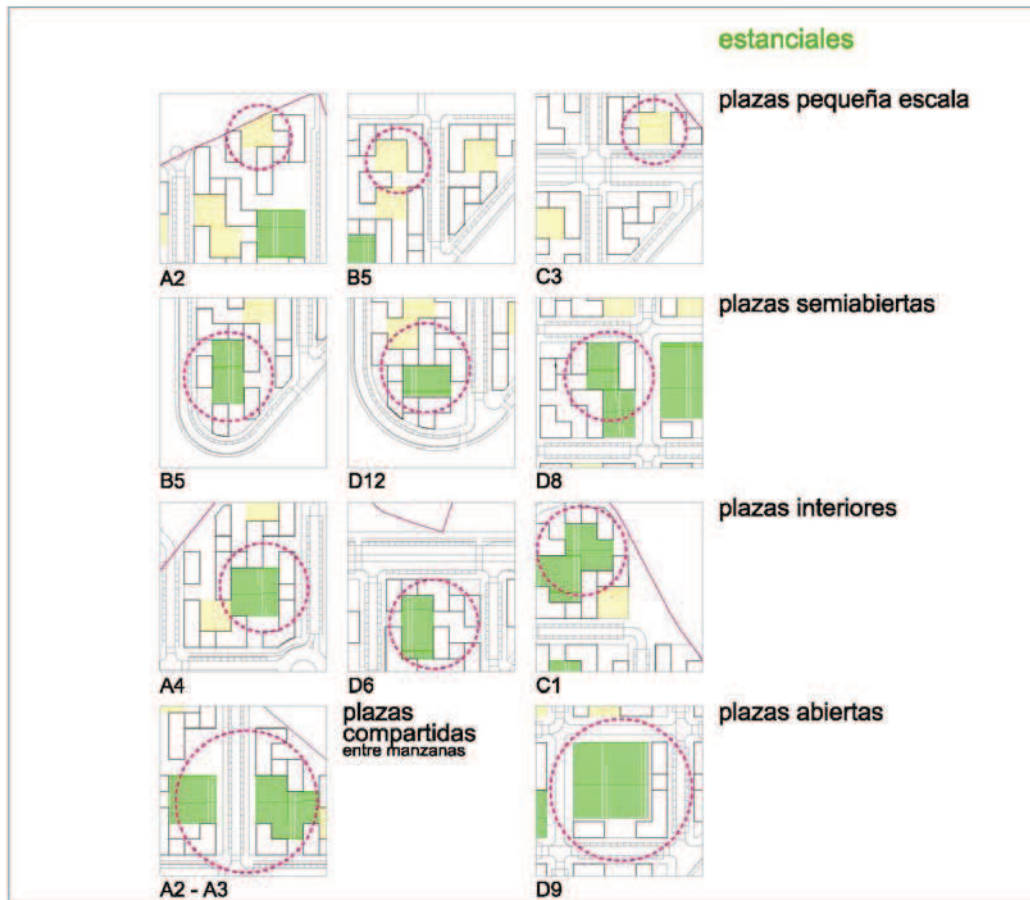 estanciales
plazas pequeña escala
A2
B5
C3
plazas semiabiertas
B5
D12
D8
plazas interiores
A4
D6
C1
plazas
compartidas
entre manzanas
plazas abiertas
A2 - A3
D9